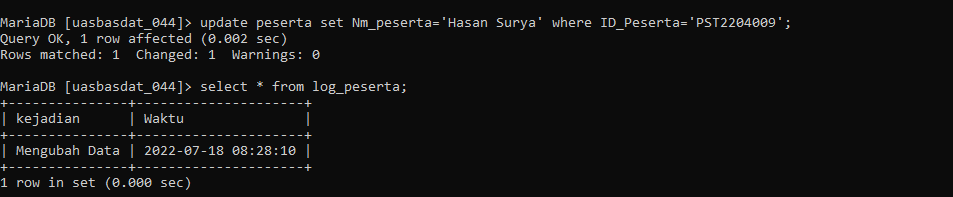 MariaDB [uasbasdat_044]> update peserta set Nm_peserta='Hasan Surya' where ID_Peserta='PST2204009';
Query OK, 1 row affected (0.002 sec)
Rows matched: 1  Changed: 1  Warnings: 0
MariaDB [uasbasdat_044]> select * from log_peserta;
+---------------+---------------------+
| kejadian      | Waktu               |
+---------------+---------------------+
| Mengubah Data | 2022-07-18 08:28:10 |
+---------------+---------------------+
1 row in set (0.000 sec)